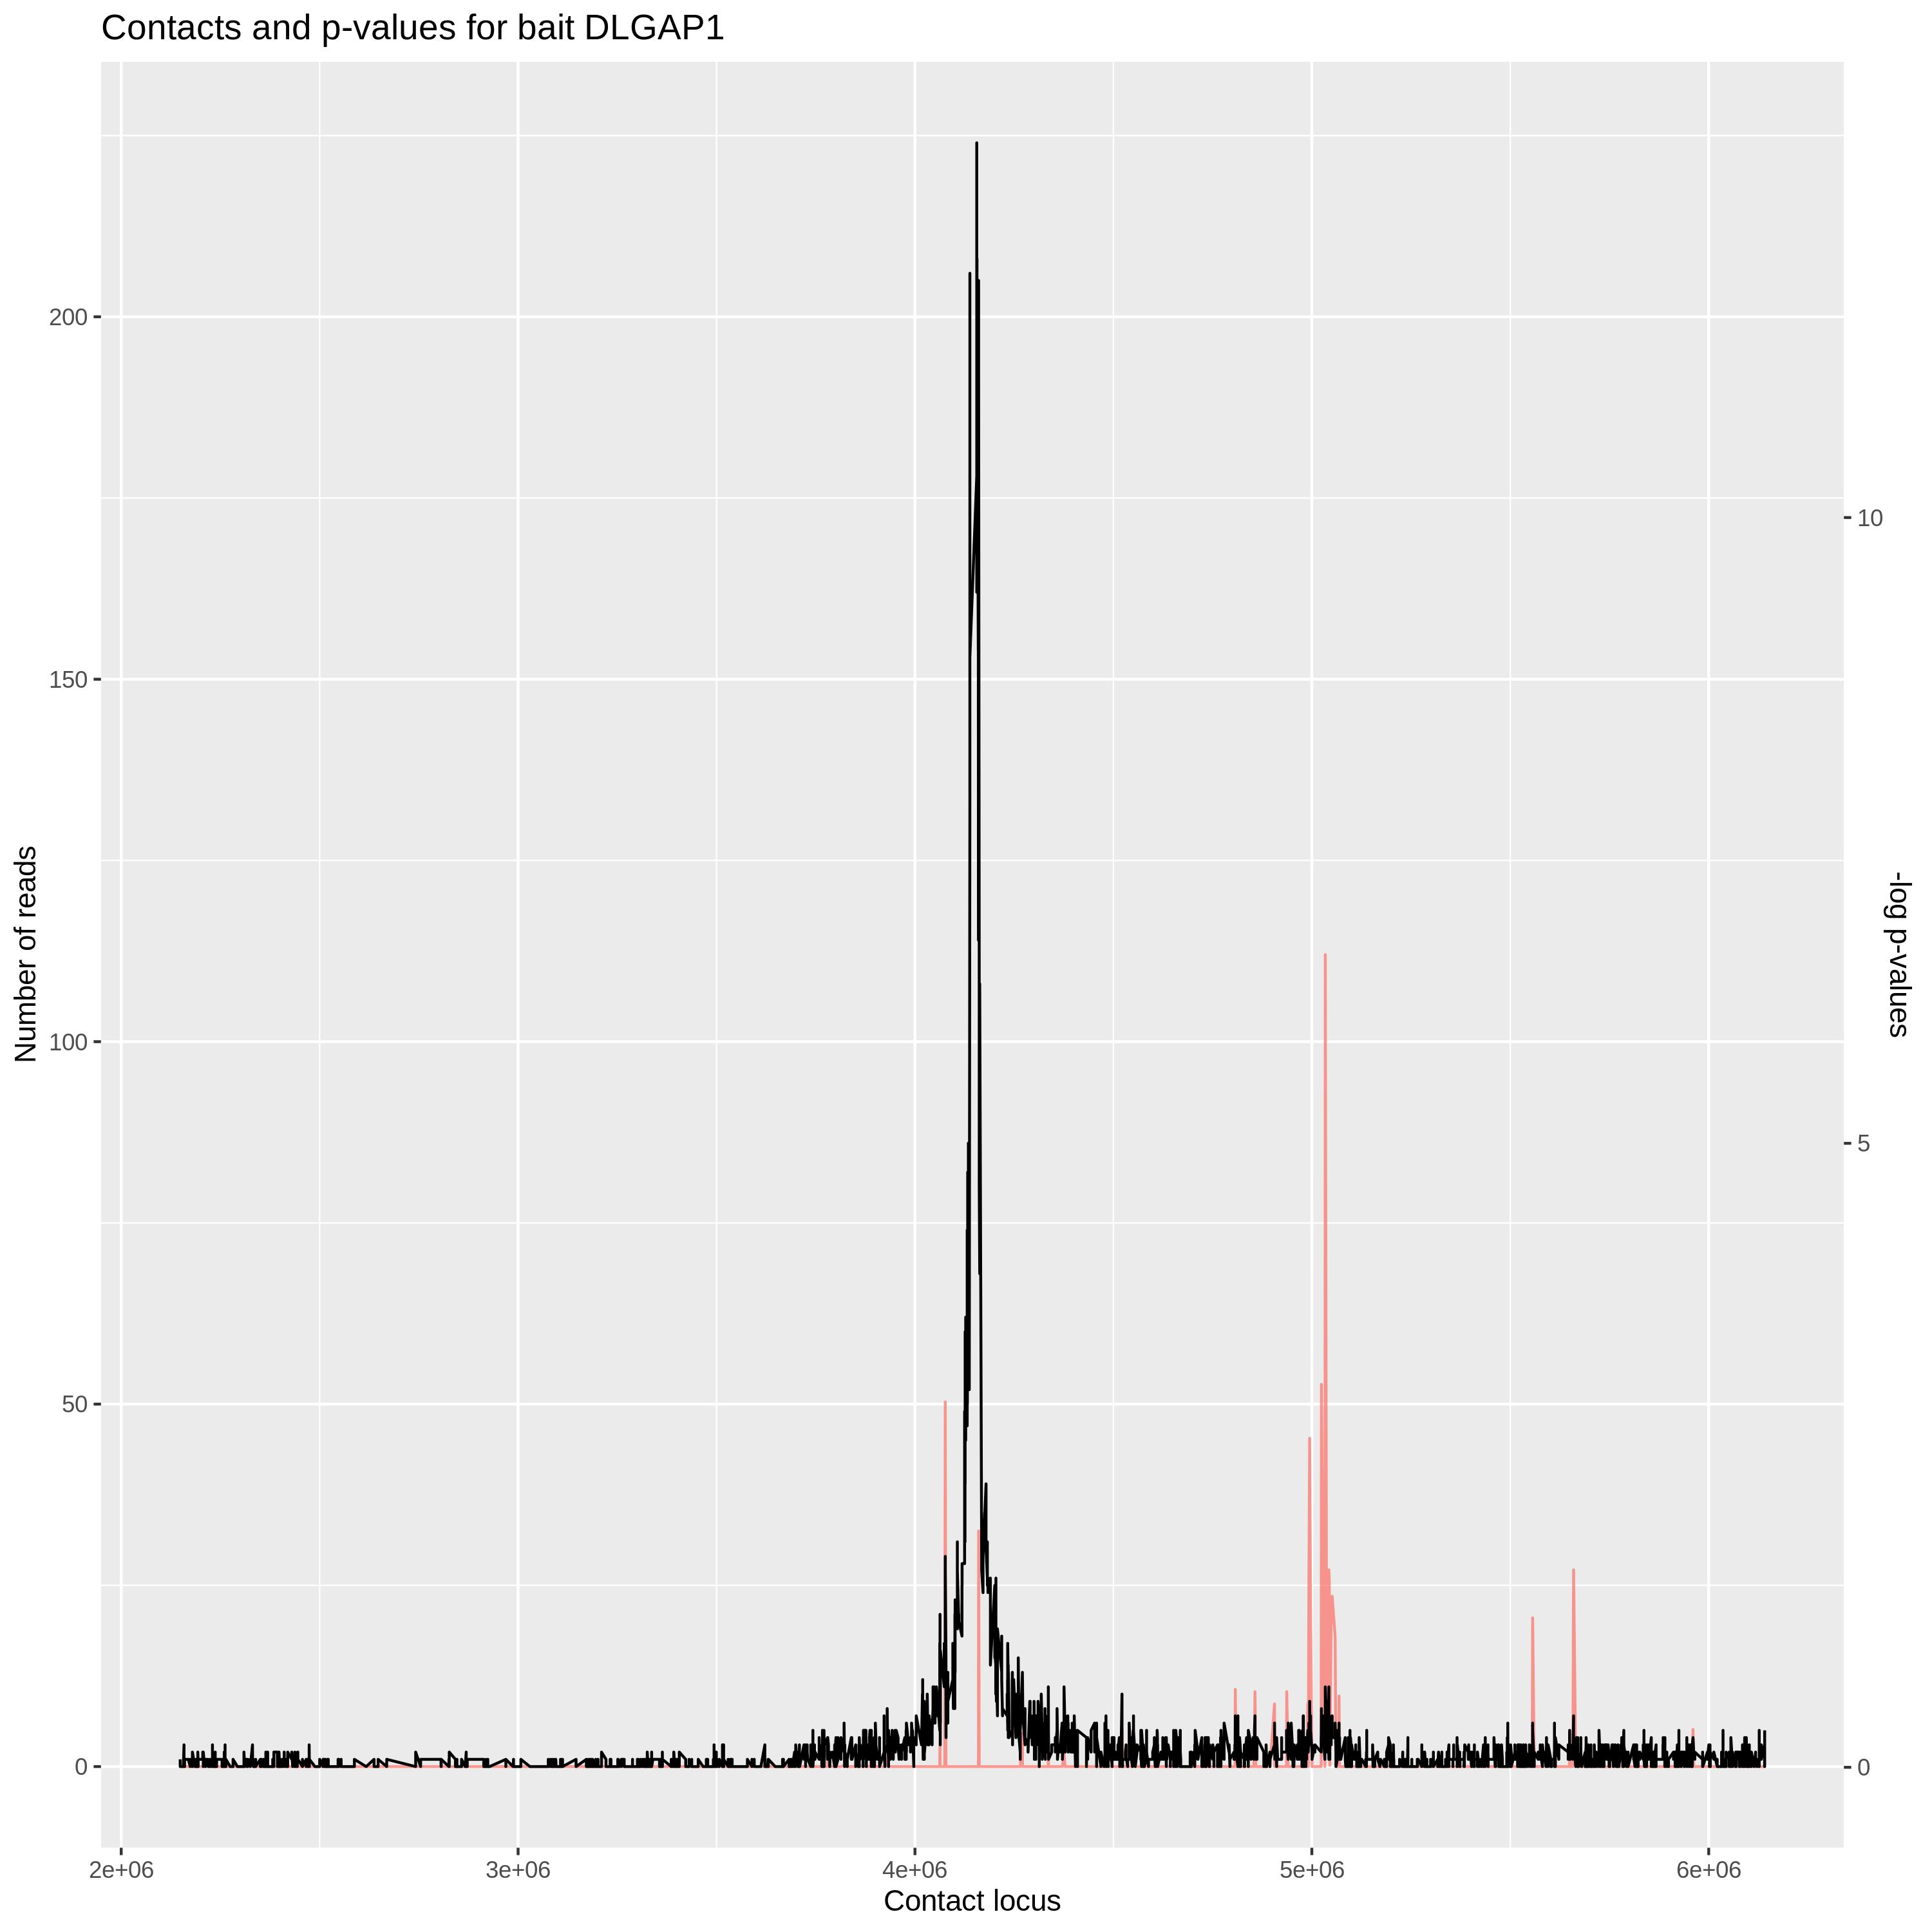 Contacts and p-values for bait DLGAP1
Number of reads
200
150
100
50
0
10
5
0
-log p-values
2e+06 3e+06 4e+06 5e+06 6e+06
Contact locus